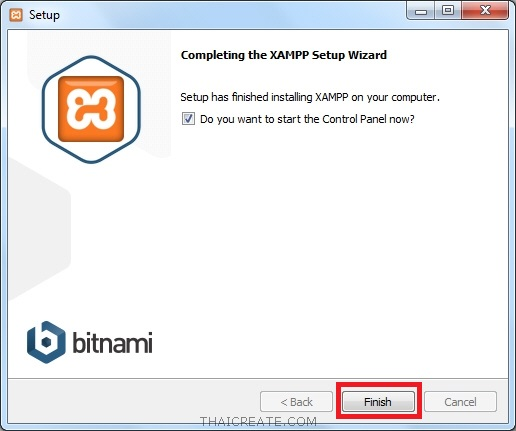 Setup
Completing the XAMPP Setup Wizard
Setup has finished installing XAMPP on your computer.
Do you want to start the Control Panel now?
bitnami
< Back
Finish
Cancel
THAICREATE.COM